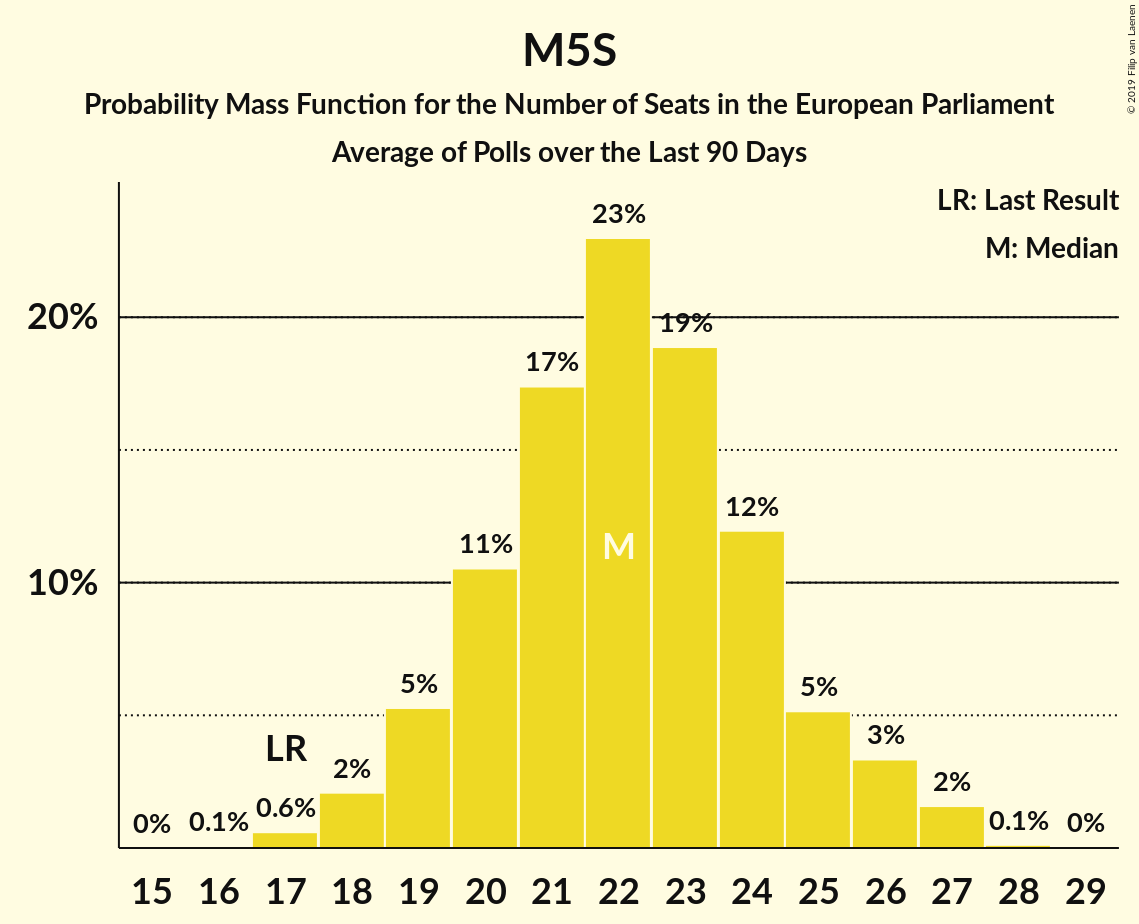 M5S
Probability Mass Function for the Number of Seats in the European Parliament
Average of Polls over the Last 90 Days
© 2019 Filip van Laenen
LR: Last Result
M: Median
20%
10%
0%
0.1%
0.6%
LR
2%
5%
11%
17%
23%
M
19%
12%
5%
3%
2%
0.1%
0%
15 16 17 18 19 20 21 22 23 24 25 26 27 28 29